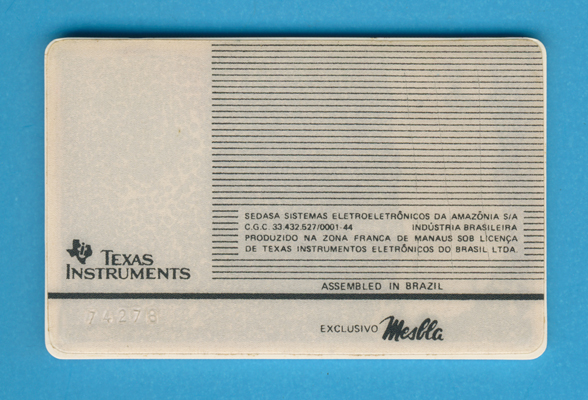 SEDASA SISTEMAS ELETROELETRÔNICOS DA AMAZÔNIA S/A
C.G.C. 33.432.527/0001-44 INDÚSTRIA BRASILEIRA
PRODUZIDO NA ZONA FRANCA DE MANAUS SOB LICENÇA
DE TEXAS INSTRUMENTOS ELETRÔNICOS DO BRASIL LTDA.
TEXAS
INSTRUMENTS
ASSEMBLED IN BRAZIL
74278
EXCLUSIVO Mesbla